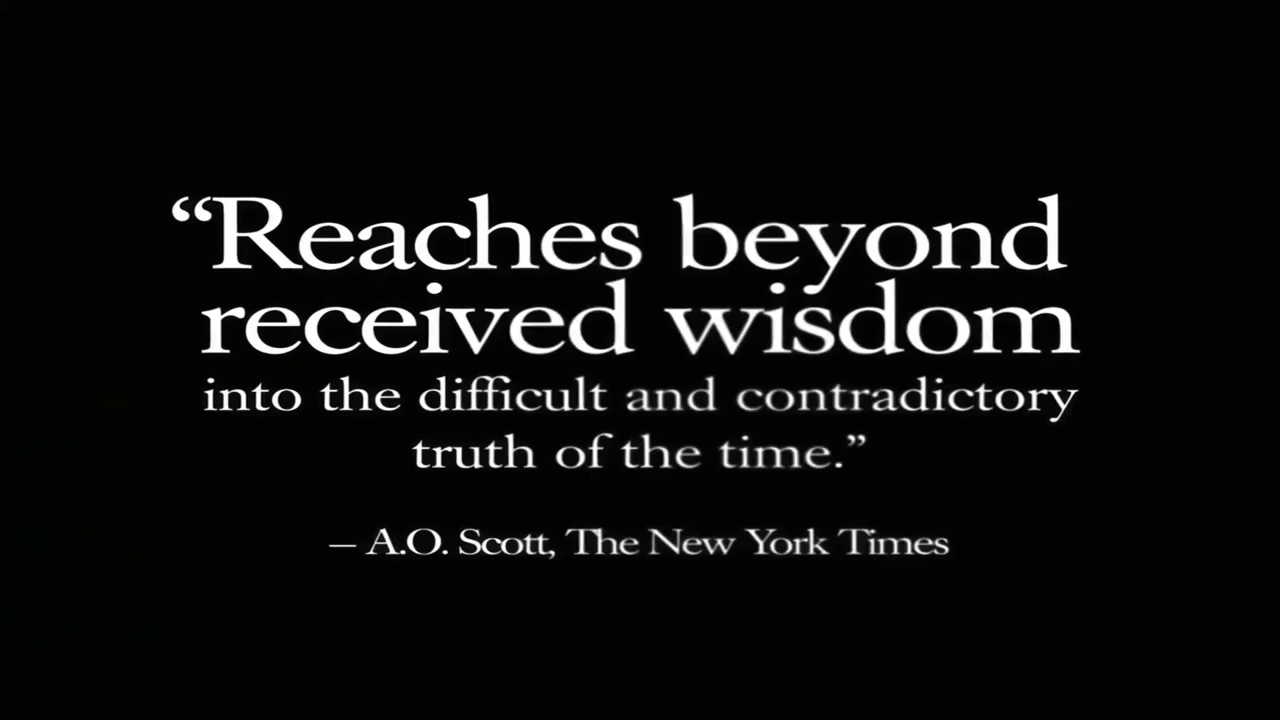 “Reaches beyond
received wisdom
into the difficult and contradictory
truth of the time.”
– A.O. Scott, The New York Times